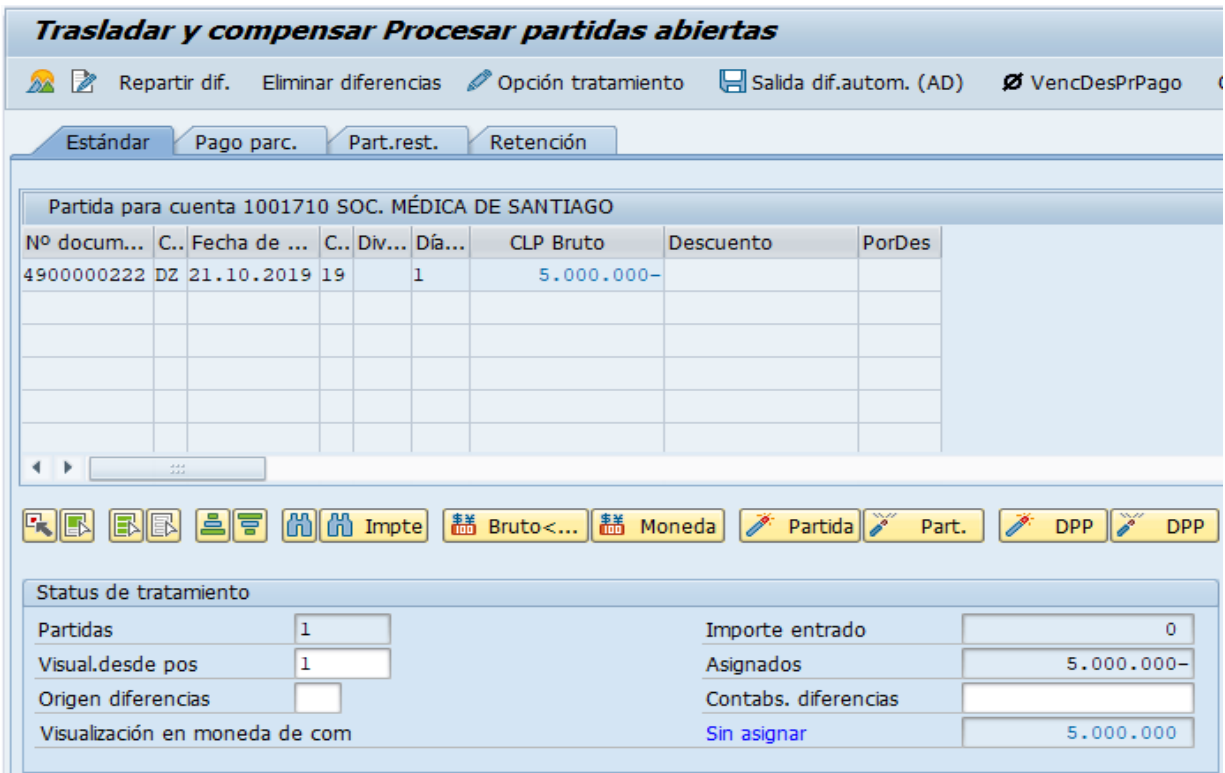 Trasladar y compensar Procesar partidas abiertas
Repartir dif. Eliminar diferencias Opción tratamiento Salida dif.autom. (AD) VencDesPrPago
Estándar Pago parc. Part.rest. Retención
Partida para cuenta 1001710 SOC. MÉDICA DE SANTIAGO
Nº docum... C.. Fecha de ... C.. Div... Día... CLP Bruto Descuento PorDes
4900000222 DZ 21.10.2019 19 1 5.000.000-
Impte Bruto<... Moneda Partida Part. DPP DPP
Status de tratamiento
Partidas 1 Importe entrado 0
Visual.desde pos 1 Asignados 5.000.000-
Origen diferencias Contabs. diferencias
Visualización en moneda de com Sin asignar 5.000.000